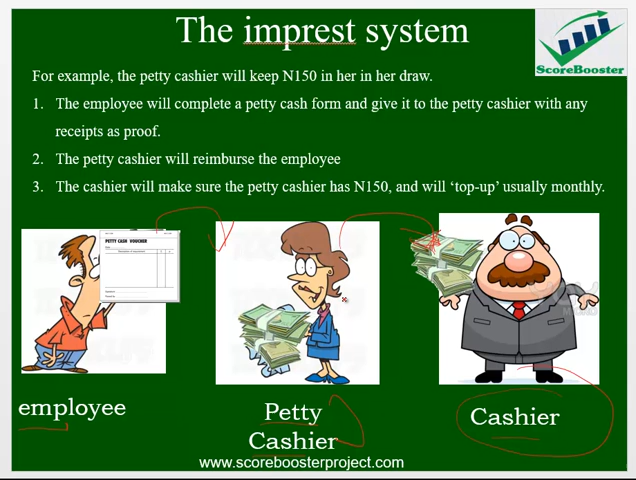 The imprest system
ScoreBooster
For example, the petty cashier will keep N150 in her in her draw.
1. The employee will complete a petty cash form and give it to the petty cashier with any
receipts as proof.
2. The petty cashier will reimburse the employee
3. The cashier will make sure the petty cashier has N150, and will ‘top-up’ usually monthly.
PETTY CASH VOUCHER
employee
Petty
Cashier
Cashier
www.scoreboosterproject.com